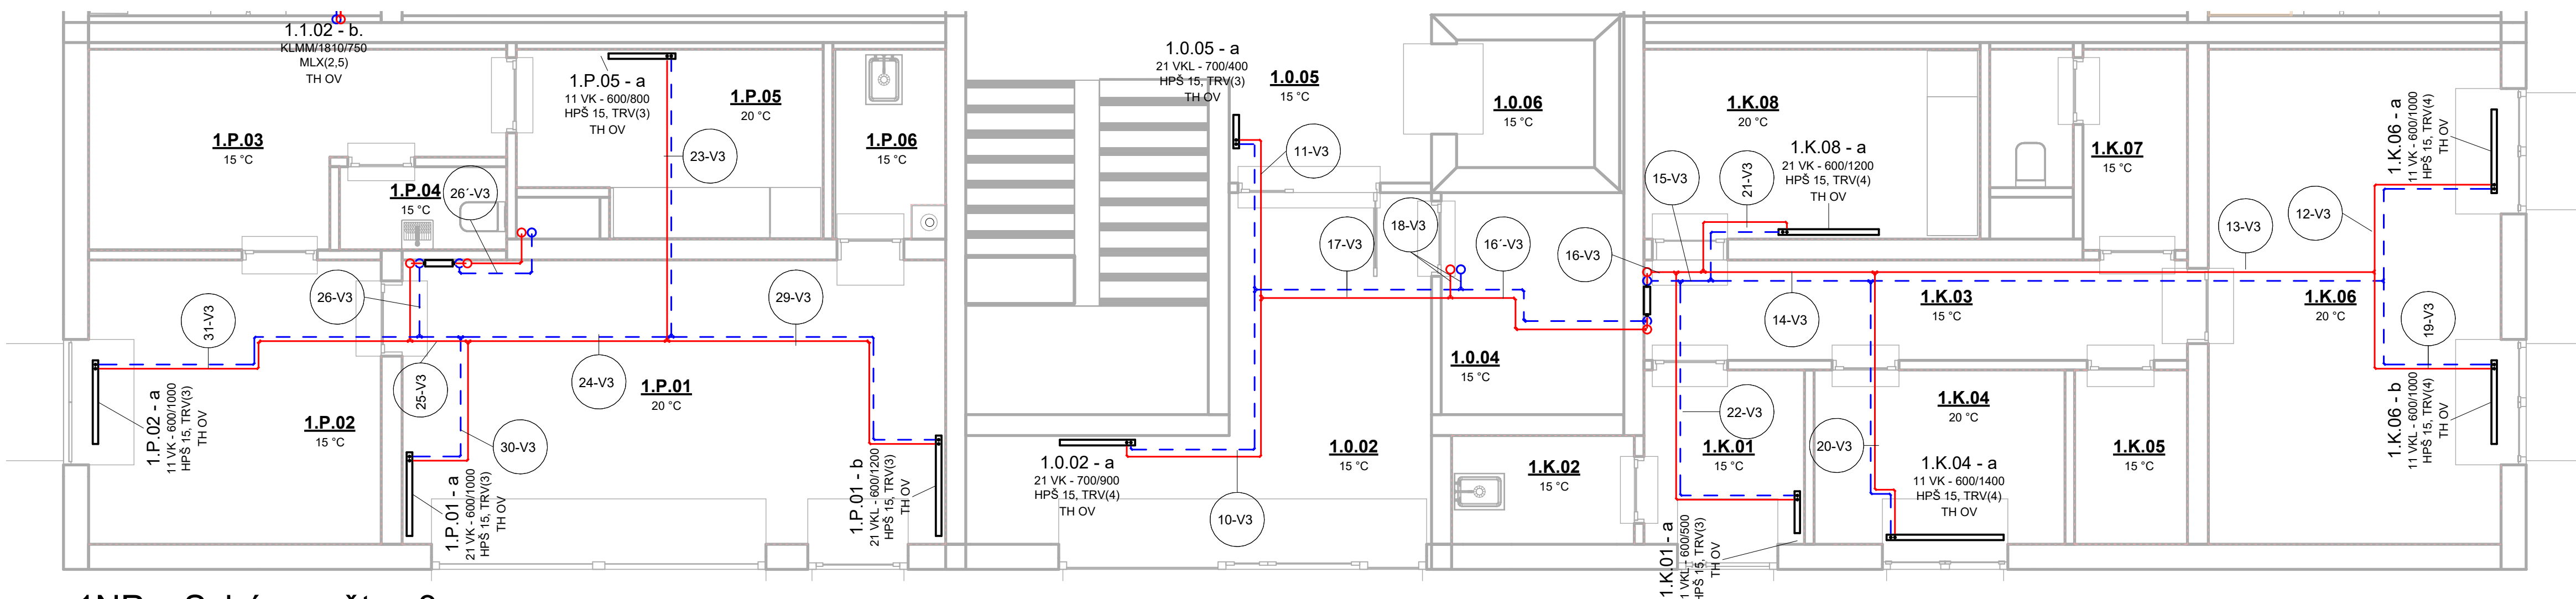 1.1.02 - b.
KLMM/1810/750
MLX(2,5)
TH OV
1.P.03
15 °C
1.P.04
15 °C
26´-V3
1.P.05 - a
11 VK - 600/800
HPŠ 15, TRV(3)
TH OV
1.P.05
20 °C
23-V3
1.P.06
15 °C
1.0.05 - a
21 VKL - 700/400
HPŠ 15, TRV(3)
TH OV
1.0.05
15 °C
11-V3
1.0.06
15 °C
1.K.08
20 °C
1.K.08 - a
21 VK - 600/1200
HPŠ 15, TRV(4)
TH OV
15-V3
21-V3
1.K.07
15 °C
1.K.06 - a
11 VK - 600/1000
HPŠ 15, TRV(4)
TH OV
12-V3
13-V3
17-V3
18-V3
16´-V3
16-V3
31-V3
26-V3
29-V3
14-V3
1.K.03
15 °C
1.K.06
20 °C
19-V3
25-V3
24-V3
1.P.01
20 °C
1.0.04
15 °C
1.P.02 - a
11 VK - 600/1000
HPŠ 15, TRV(3)
TH OV
1.P.02
15 °C
30-V3
1.P.01 - a
21 VK - 600/1000
HPŠ 15, TRV(3)
TH OV
1.P.01 - b
21 VKL - 600/1200
HPŠ 15, TRV(3)
TH OV
1.0.02 - a
21 VK - 700/900
HPŠ 15, TRV(4)
TH OV
10-V3
1.0.02
15 °C
1.K.02
15 °C
22-V3
1.K.01
15 °C
1.K.01 - a
1 VKL - 600/500
HPŠ 15, TRV(3)
TH OV
20-V3
1.K.04
20 °C
1.K.04 - a
11 VK - 600/1400
HPŠ 15, TRV(4)
TH OV
1.K.05
15 °C
1.K.06 - b
11 VKL - 600/1000
HPŠ 15, TRV(4)
TH OV